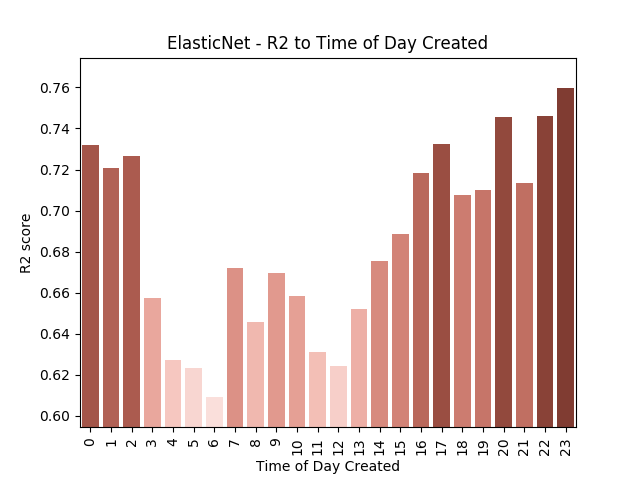 ElasticNet - R2 to Time of Day Created
R2 score
0.76
0.74
0.72
0.70
0.68
0.66
0.64
0.62
0.60
0 1 2 3 4 5 6 7 8 9 10 11 12 13 14 15 16 17 18 19 20 21 22 23
Time of Day Created